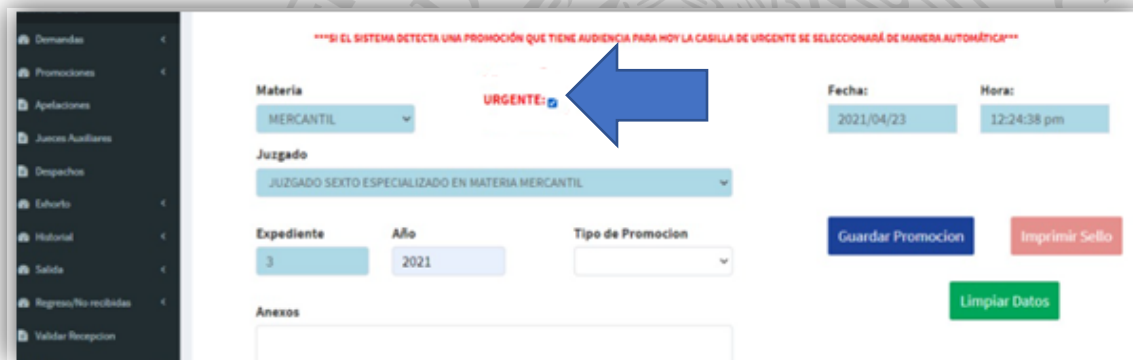 Demandas
Promociones
Apelaciones
Jueces Auxiliares
Despachos
Exhorto
Historial
Salida
Regreso/No recibidas
Validar Recepcion
***SI EL SISTEMA DETECTA UNA PROMOCIÓN QUE TIENE AUDIENCIA PARA HOY LA CASILLA DE URGENTE SE SELECCIONARÁ DE MANERA AUTOMÁTICA***
Materia
URGENTE:
Fecha:
Hora:
MERCANTIL
2021/04/23
12:24:38 pm
Juzgado
JUZGADO SEXTO ESPECIALIZADO EN MATERIA MERCANTIL
Expediente
Año
Tipo de Promocion
3
2021
Guardar Promocion
Imprimir Sello
Limpiar Datos
Anexos